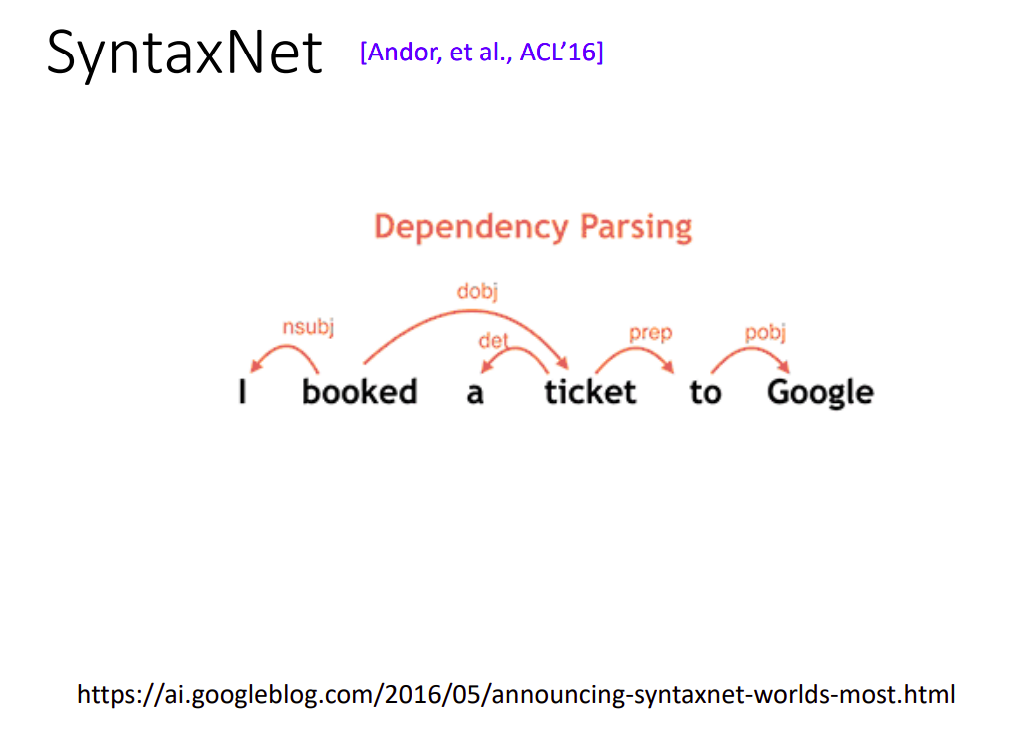 SyntaxNet [Andor, et al., ACL’16]
Dependency Parsing
dobj
nsubj det prep pobj
I booked a ticket to Google
https://ai.googleblog.com/2016/05/announcing-syntaxnet-worlds-most.html